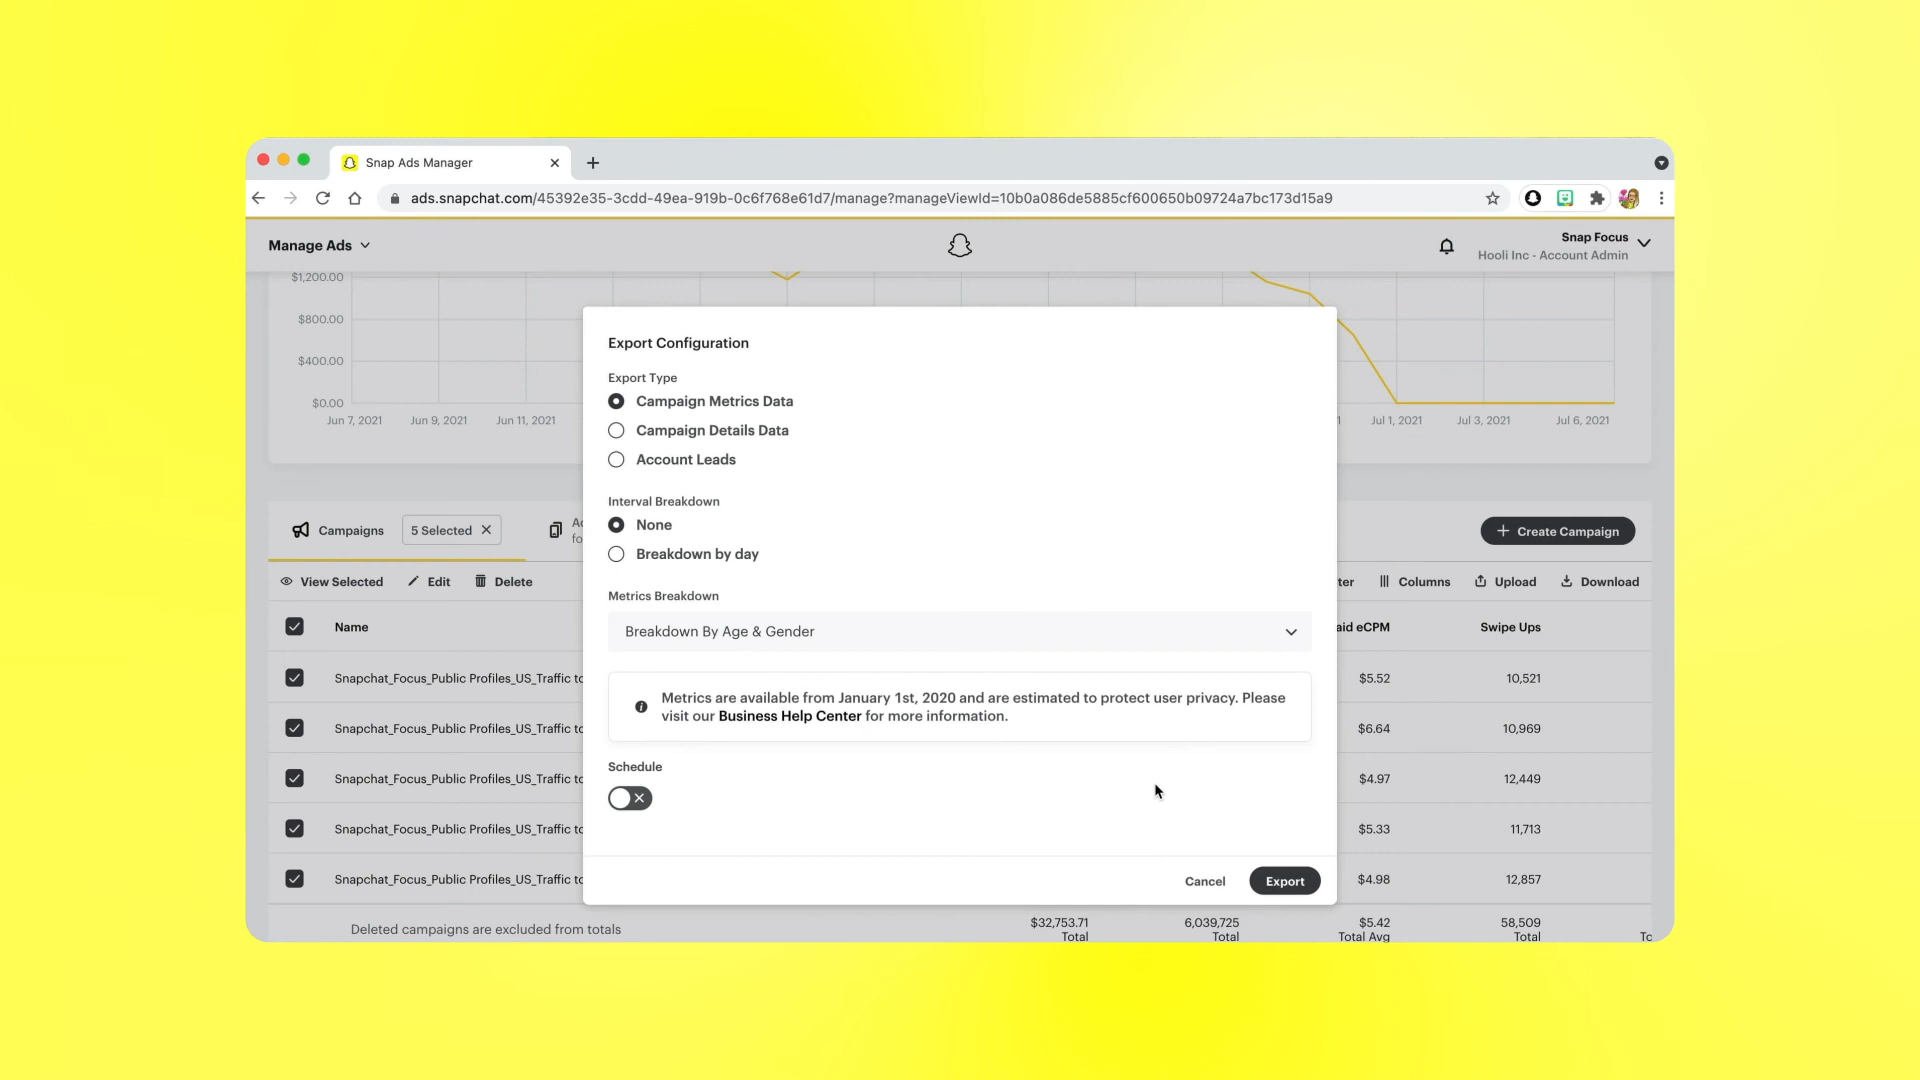 Snap Ads Manager
ads.snapchat.com/45392e35-3cdd-49ea-919b-0c6f768e61d7/manage?manageViewId=10b0a086de5885cf600650b09724a7bc173d15a9
Manage Ads
Snap Focus
Hooli Inc - Account Admin
$1,200.00
$800.00
$400.00
$0.00
Jun 7, 2021
Jun 9, 2021
Jun 11, 2021
Jul 1, 2021
Jul 3, 2021
Jul 6, 2021
Export Configuration
Export Type
Campaign Metrics Data
Campaign Details Data
Account Leads
Interval Breakdown
None
Breakdown by day
Metrics Breakdown
Breakdown By Age & Gender
Metrics are available from January 1st, 2020 and are estimated to protect user privacy. Please
visit our Business Help Center for more information.
Schedule
Cancel
Export
Campaigns
5 Selected
Create Campaign
View Selected
Edit
Delete
Columns
Upload
Download
Name
aid eCPM
Swipe Ups
Snapchat_Focus_Public Profiles_US_Traffic to
$5.52
10,521
Snapchat_Focus_Public Profiles_US_Traffic to
$6.64
10,969
Snapchat_Focus_Public Profiles_US_Traffic to
$4.97
12,449
Snapchat_Focus_Public Profiles_US_Traffic to
$5.33
11,713
Snapchat_Focus_Public Profiles_US_Traffic to
$4.98
12,857
Deleted campaigns are excluded from totals
$32,753.71
Total
6,039,725
Total
$5.42
Total Avg
58,509
Total